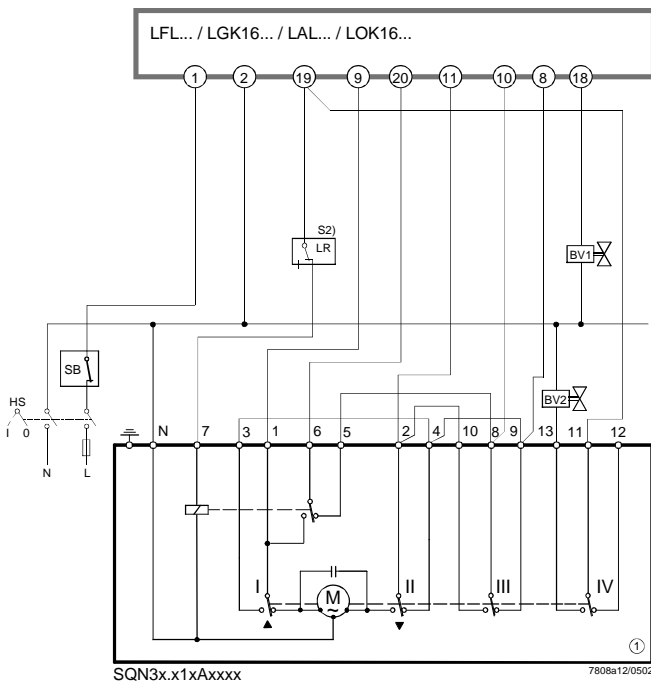 LFL... / LGK16... / LAL... / LOK16...
1 2 19 9 20 11 10 8 18
S2)
LR
BV1
SB
HS
I 0
BV2
N L
N 7 3 1 6 5 2 4 10 8 9 13 11 12
I II III IV
M
~
1
SQN3x.x1xAxxxx
7808a12/0502